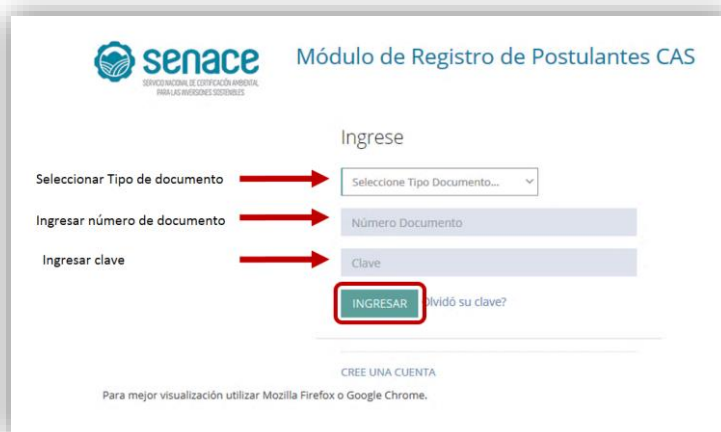 senace
SERVICIO NACIONAL DE CERTIFICACIÓN AMBIENTAL
PARA LAS INVERSIONES SOSTENIBLES
Módulo de Registro de Postulantes CAS
Ingrese
Seleccionar Tipo de documento
Seleccione Tipo Documento...
Ingresar número de documento
Número Documento
Ingresar clave
Clave
INGRESAR
Olvidó su clave?
CREE UNA CUENTA
Para mejor visualización utilizar Mozilla Firefox o Google Chrome.